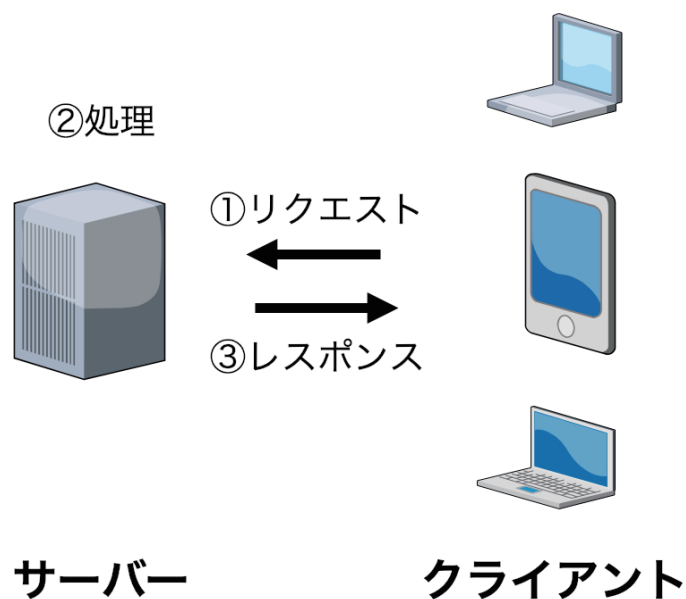 ②処理
①リクエスト
③レスポンス
サーバー
クライアント